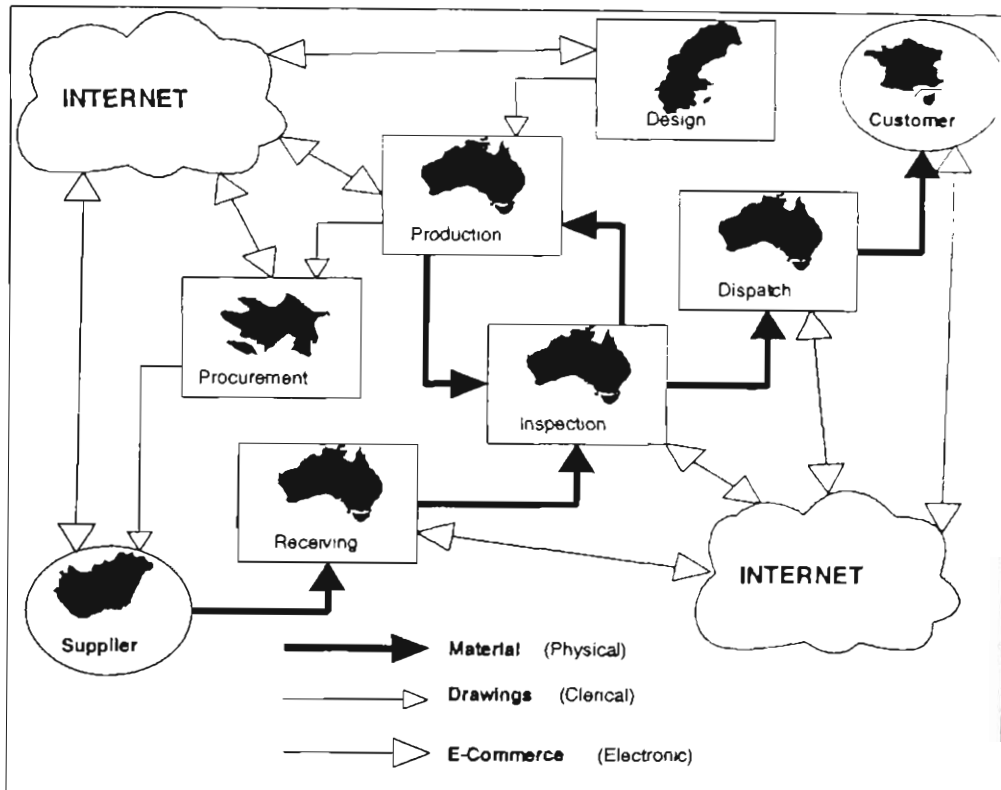 INTERNET
Design
Customer
Production
Dispatch
Procurement
Inspection
Receiving
INTERNET
Supplier
Material (Physical)
Drawings (Clerical)
E-Commerce (Electronic)